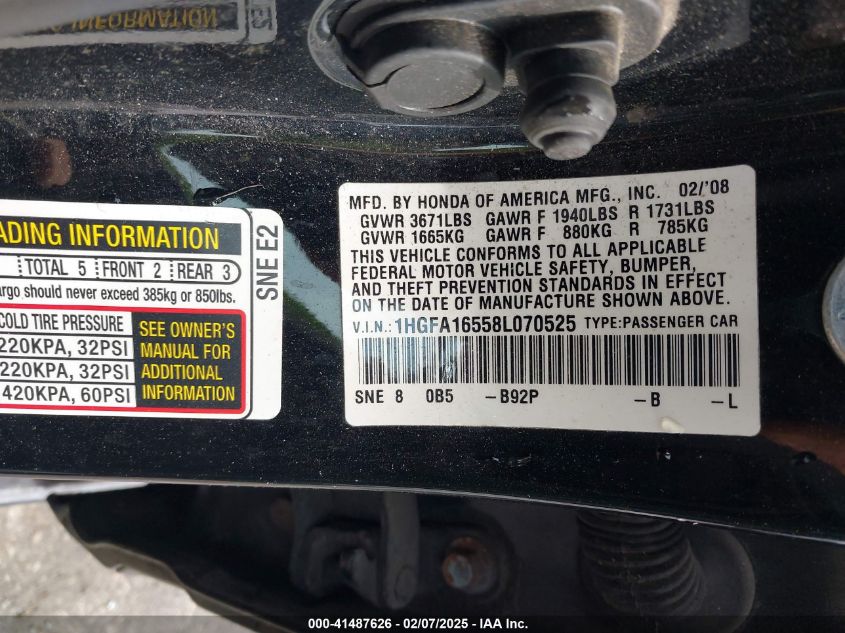 INFORMATION
ADING INFORMATION
TOTAL 5 FRONT 2 REAR 3
argo should never exceed 385kg or 850lbs.
COLD TIRE PRESSURE
220KPA, 32PSI
220KPA, 32PSI
420KPA, 60PSI
SEE OWNER'S
MANUAL FOR
ADDITIONAL
INFORMATION
SNE E2
MFD. BY HONDA OF AMERICA MFG., INC. 02/'08
GVWR 3671LBS GAWR F 1940LBS R 1731LBS
GVWR 1665KG GAWR F 880KG R 785KG
THIS VEHICLE CONFORMS TO ALL APPLICABLE
FEDERAL MOTOR VEHICLE SAFETY, BUMPER,
AND THEFT PREVENTION STANDARDS IN EFFECT
ON THE DATE OF MANUFACTURE SHOWN ABOVE.
V.I.N.: 1HGFA16558L070525 TYPE:PASSENGER CAR
SNE 8 0B5 -B92P -B -L
000-41487626 - 02/07/2025 - IAA Inc.